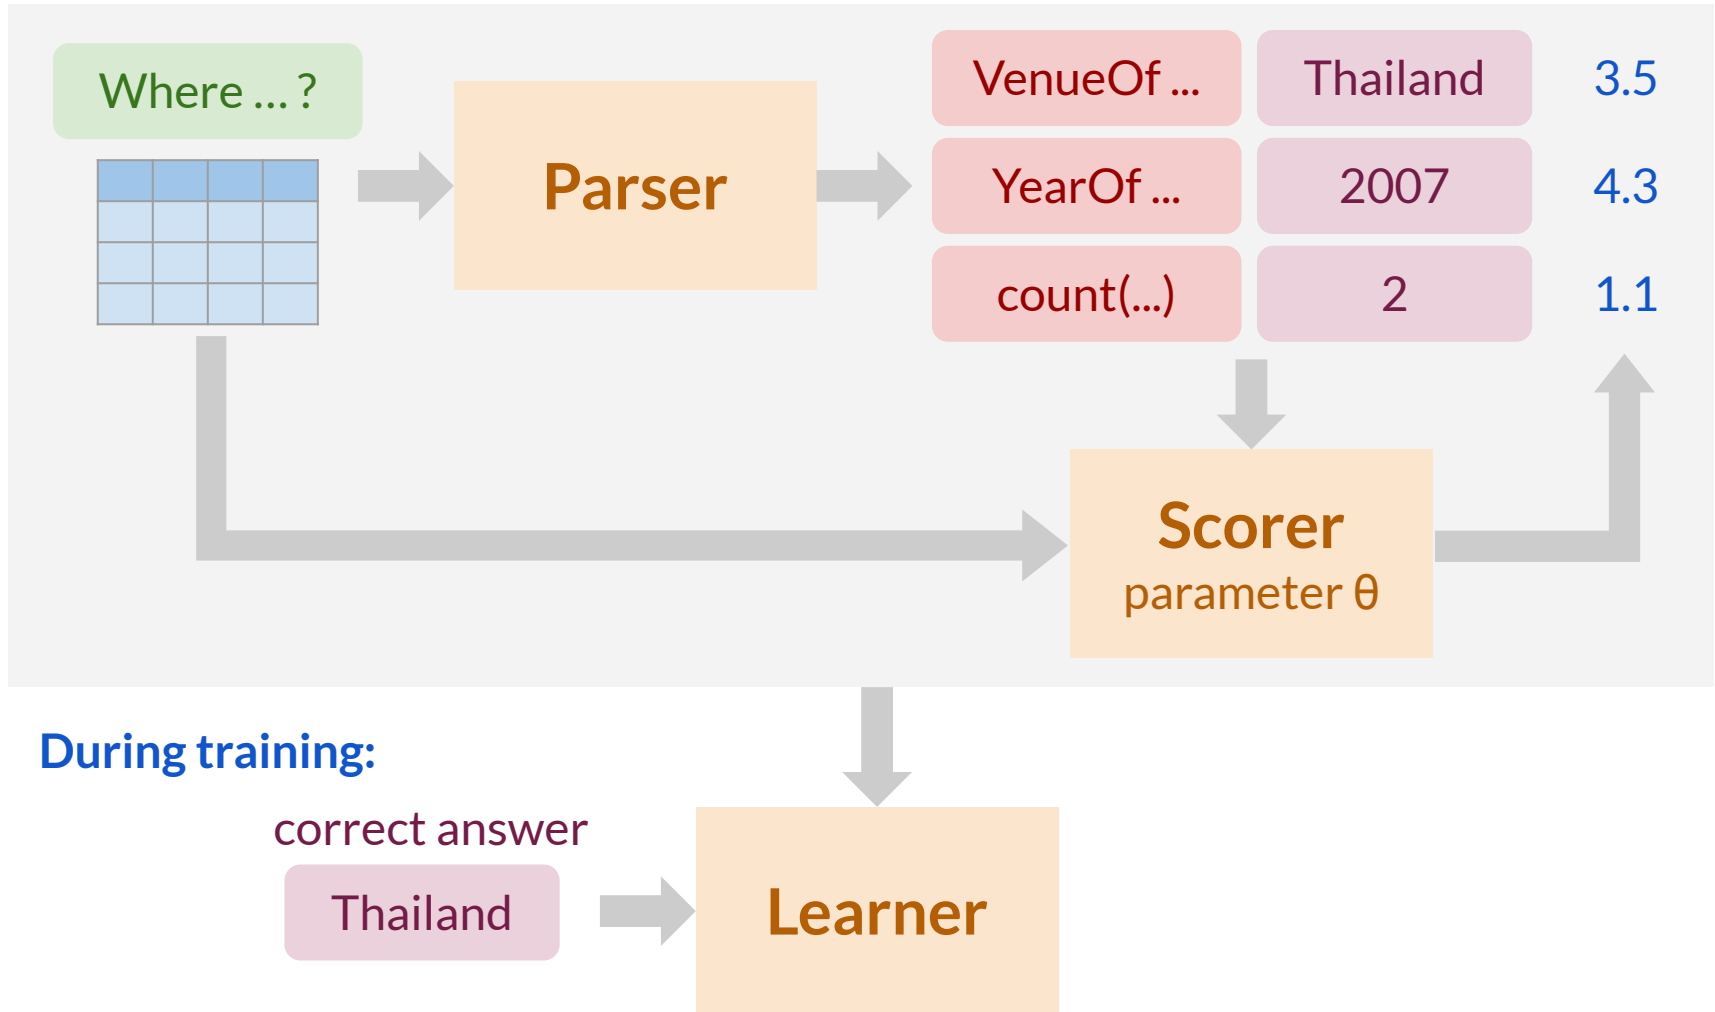 Where ... ?
Parser
VenueOf ...
Thailand
3.5
YearOf ...
2007
4.3
count(...)
2
1.1
Scorer
parameter θ
During training:
correct answer
Thailand
Learner